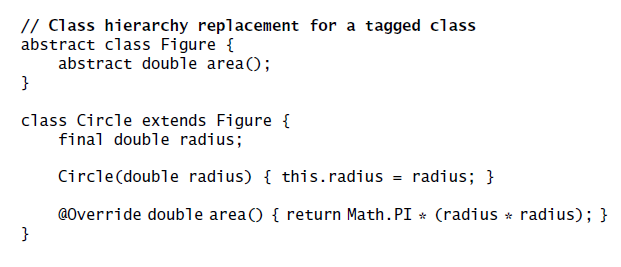 // Class hierarchy replacement for a tagged class
abstract class Figure {
    abstract double area();
}

class Circle extends Figure {
    final double radius;

    Circle(double radius) { this.radius = radius; }

    @Override double area() { return Math.PI * (radius * radius); }
}